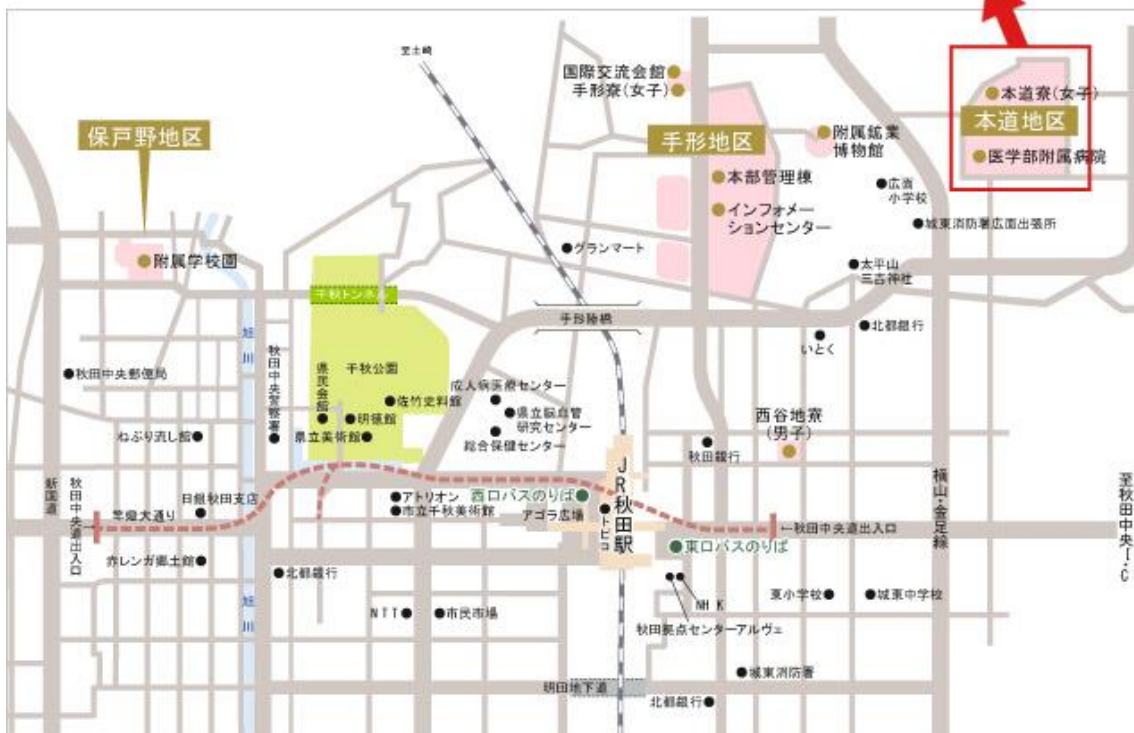 至土崎
国際交流会館
手形寮(女子)
本道寮(女子)
本道地区
医学部附属病院
保戸野地区
手形地区
附属鉱業
博物館
本部管理棟
広面
小学校
インフォメー
ションセンター
城東消防署広面出張所
グランマート
附属学校園
太平山
三吉神社
千秋トンネル
手形陸橋
北都銀行
いとく
旭川
秋田中央警察署
県民会館
千秋公園
秋田中央郵便局
成人病医療センター
佐竹史料館
県立脳血管
研究センター
明徳館
西谷地寮
(男子)
ねぶり流し館
県立美術館
総合保健センター
秋田銀行
JR秋田駅
横山・金足線
至秋田中央I・C
新国道
秋田中央道出入口→
日銀秋田支店
アトリオン
西口バスのりば
竿燈大通り
市立千秋美術館
アゴラ広場
トピコ
←秋田中央道出入口
東口バスのりば
赤レンガ郷土館
北都銀行
旭川
NHK
東小学校
城東中学校
NTT
市民市場
秋田拠点センターアルヴェ
城東消防署
明田地下道
北都銀行